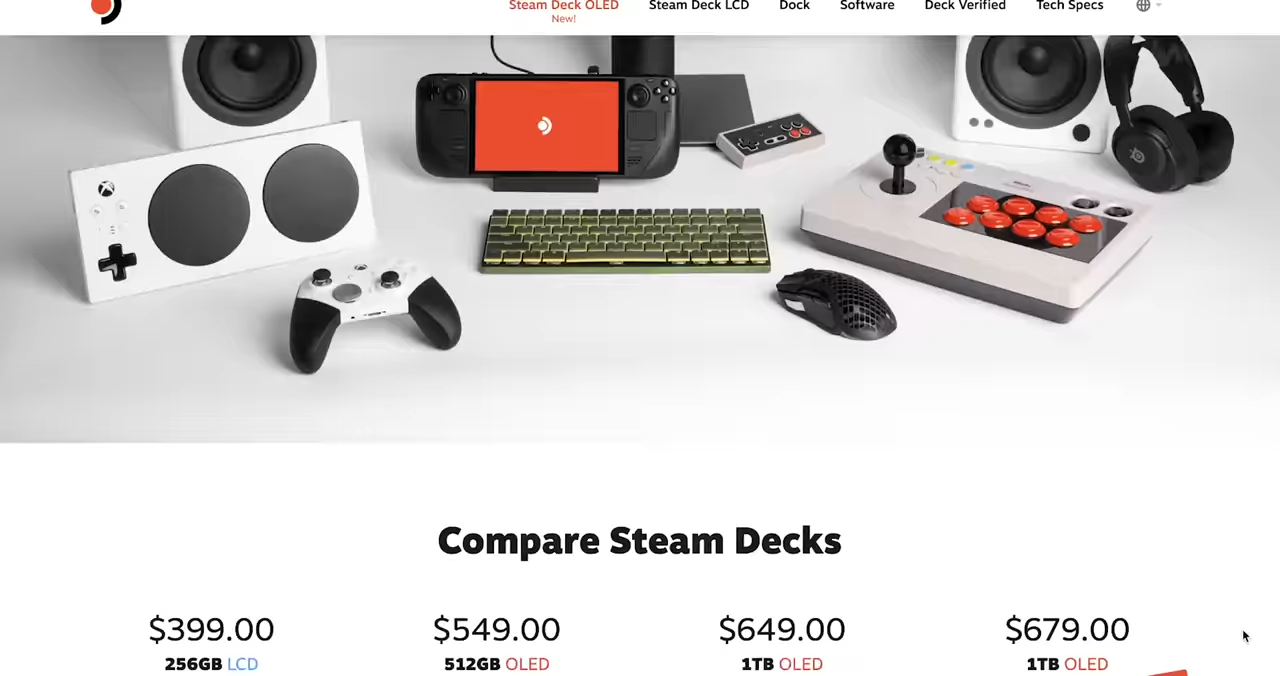 Steam Deck OLED
New!
Steam Deck LCD
Dock
Software
Deck Verified
Tech Specs
Compare Steam Decks
$399.00
256GB LCD
$549.00
512GB OLED
$649.00
1TB OLED
$679.00
1TB OLED